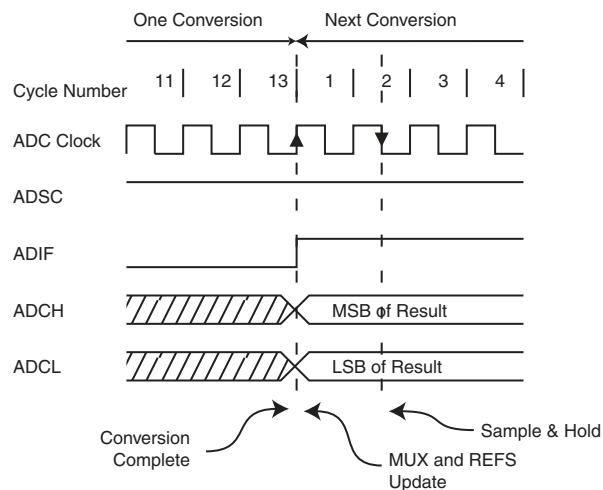 One Conversion Next Conversion
Cycle Number 11 12 13 1 2 3 4
ADC Clock
ADSC
ADIF
ADCH MSB of Result
ADCL LSB of Result
Conversion
Complete
MUX and REFS
Update
Sample & Hold